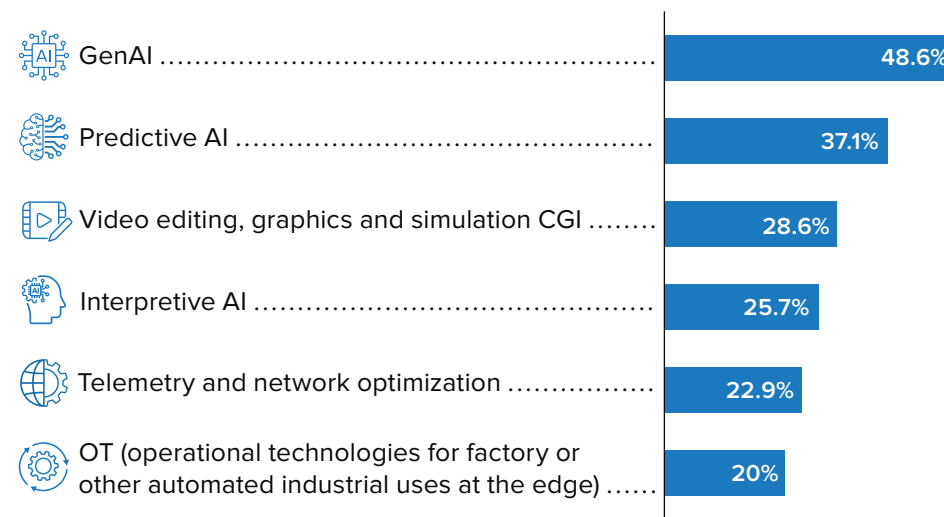 AI GenAI ........................................................... 48.6%
Predictive AI .................................................. 37.1%
Video editing, graphics and simulation CGI ........ 28.6%
AI Interpretive AI ................................................ 25.7%
Telemetry and network optimization ................. 22.9%
OT (operational technologies for factory or
other automated industrial uses at the edge) ...... 20%